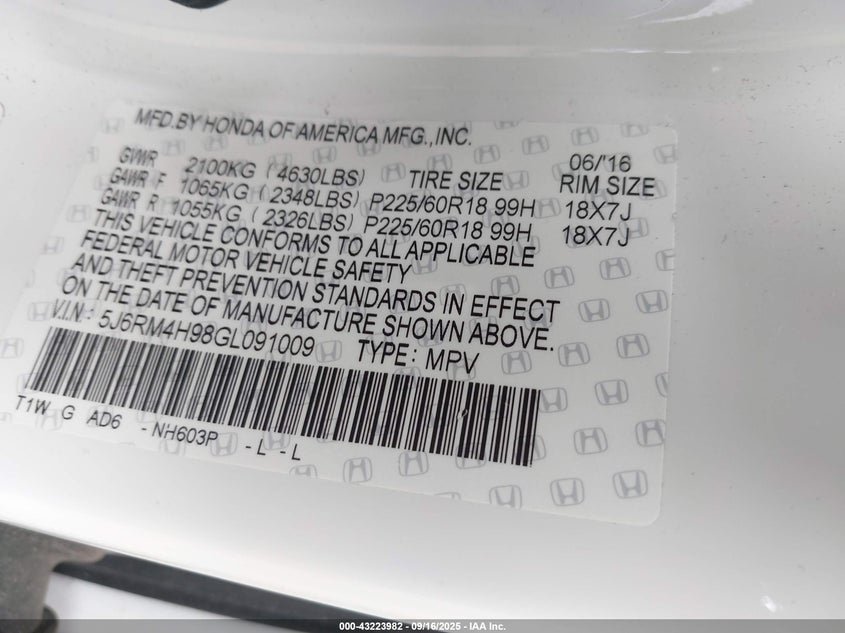 MFD.BY HONDA OF AMERICA MFG.,INC.
06/16
GVWR 2100KG (4630LBS) TIRE SIZE RIM SIZE
GAWR F 1065KG (2348LBS) P225/60R18 99H 18X7J
GAWR R 1055KG (2326LBS) P225/60R18 99H 18X7J
THIS VEHICLE CONFORMS TO ALL APPLICABLE
FEDERAL MOTOR VEHICLE SAFETY
AND THEFT PREVENTION STANDARDS IN EFFECT
ON THE DATE OF MANUFACTURE SHOWN ABOVE.
V.I.N.: 5J6RM4H98GL091009 TYPE: MPV
T1W G AD6 -NH603P -L -L
000-43223982 - 09/16/2025 - IAA Inc.